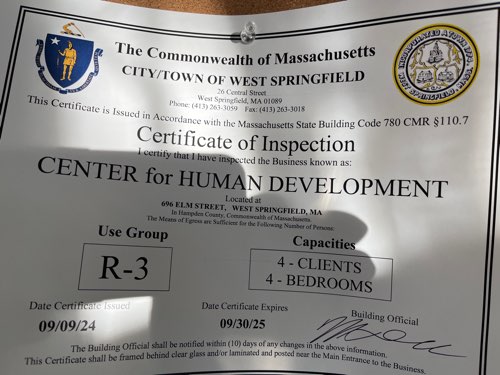 The Commonwealth of Massachusetts
CITY/TOWN OF WEST SPRINGFIELD
26 Central Street
West Springfield, MA 01089
Phone: (413) 263-3059 Fax: (413) 263-3018
This Certificate is Issued in Accordance with the Massachusetts State Building Code 780 CMR §110.7
Certificate of Inspection
I certify that I have inspected the Business known as:
CENTER for HUMAN DEVELOPMENT
Located at
696 ELM STREET, WEST SPRINGFIELD, MA
In Hampden County, Commonwealth of Massachusetts.
The Means of Egress are Sufficient for the Following Number of Persons:
Use Group
Capacities
R-3
4 - CLIENTS
4 - BEDROOMS
Date Certificate Issued
Date Certificate Expires
Building Official
09/09/24
09/30/25
The Building Official shall be notified within (10) days of any changes in the above information.
This Certificate shall be framed behind clear glass and/or laminated and posted near the Main Entrance to the Business.